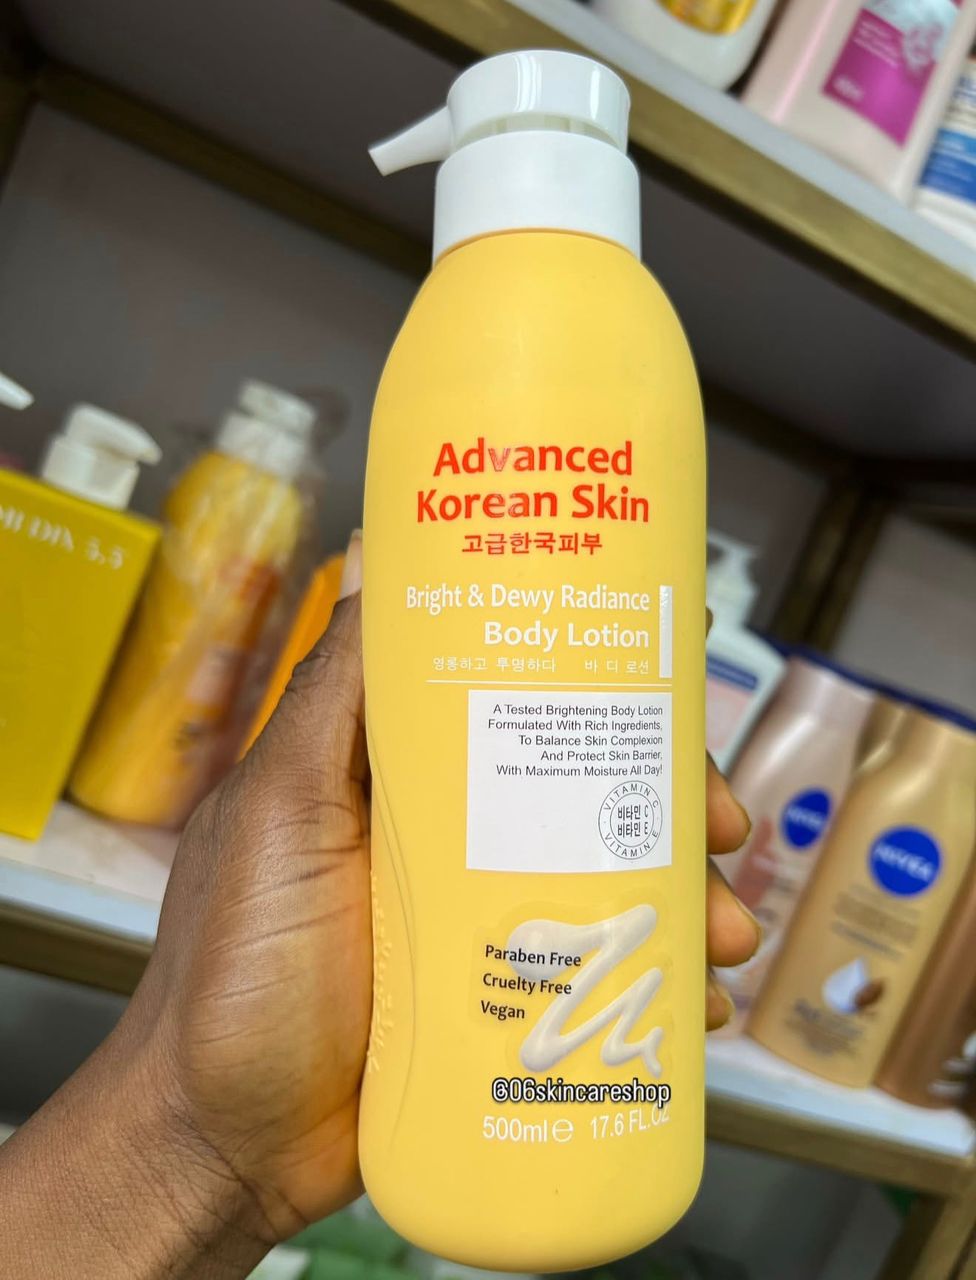 Advanced
Korean Skin
고급한국피부
Bright & Dewy Radiance
Body Lotion
영롱하고 투명하다 바 디 로션
A Tested Brightening Body Lotion
Formulated With Rich Ingredients,
To Balance Skin Complexion
And Protect Skin Barrier,
With Maximum Moisture All Day!
VITAMIN C
비타민 C
비타민 E
VITAMIN E
Paraben Free
Cruelty Free
Vegan
@06skincareshop
500ml℮ 17.6 FL.OZ
NIVEA